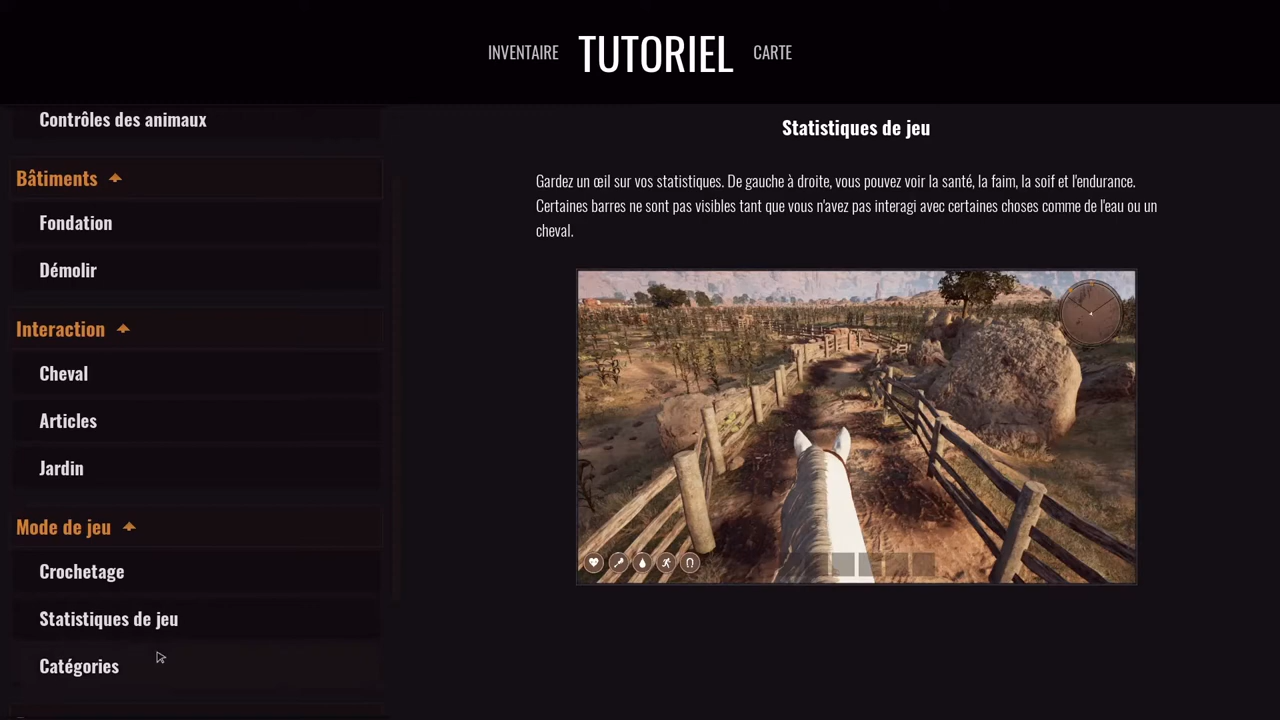 INVENTAIRE TUTORIEL CARTE
Contrôles des animaux
Bâtiments
Fondation
Démolir
Interaction
Cheval
Articles
Jardin
Mode de jeu
Crochetage
Statistiques de jeu
Catégories
Statistiques de jeu
Gardez un œil sur vos statistiques. De gauche à droite, vous pouvez voir la santé, la faim, la soif et l'endurance.
Certaines barres ne sont pas visibles tant que vous n'avez pas interagi avec certaines choses comme de l'eau ou un
cheval.